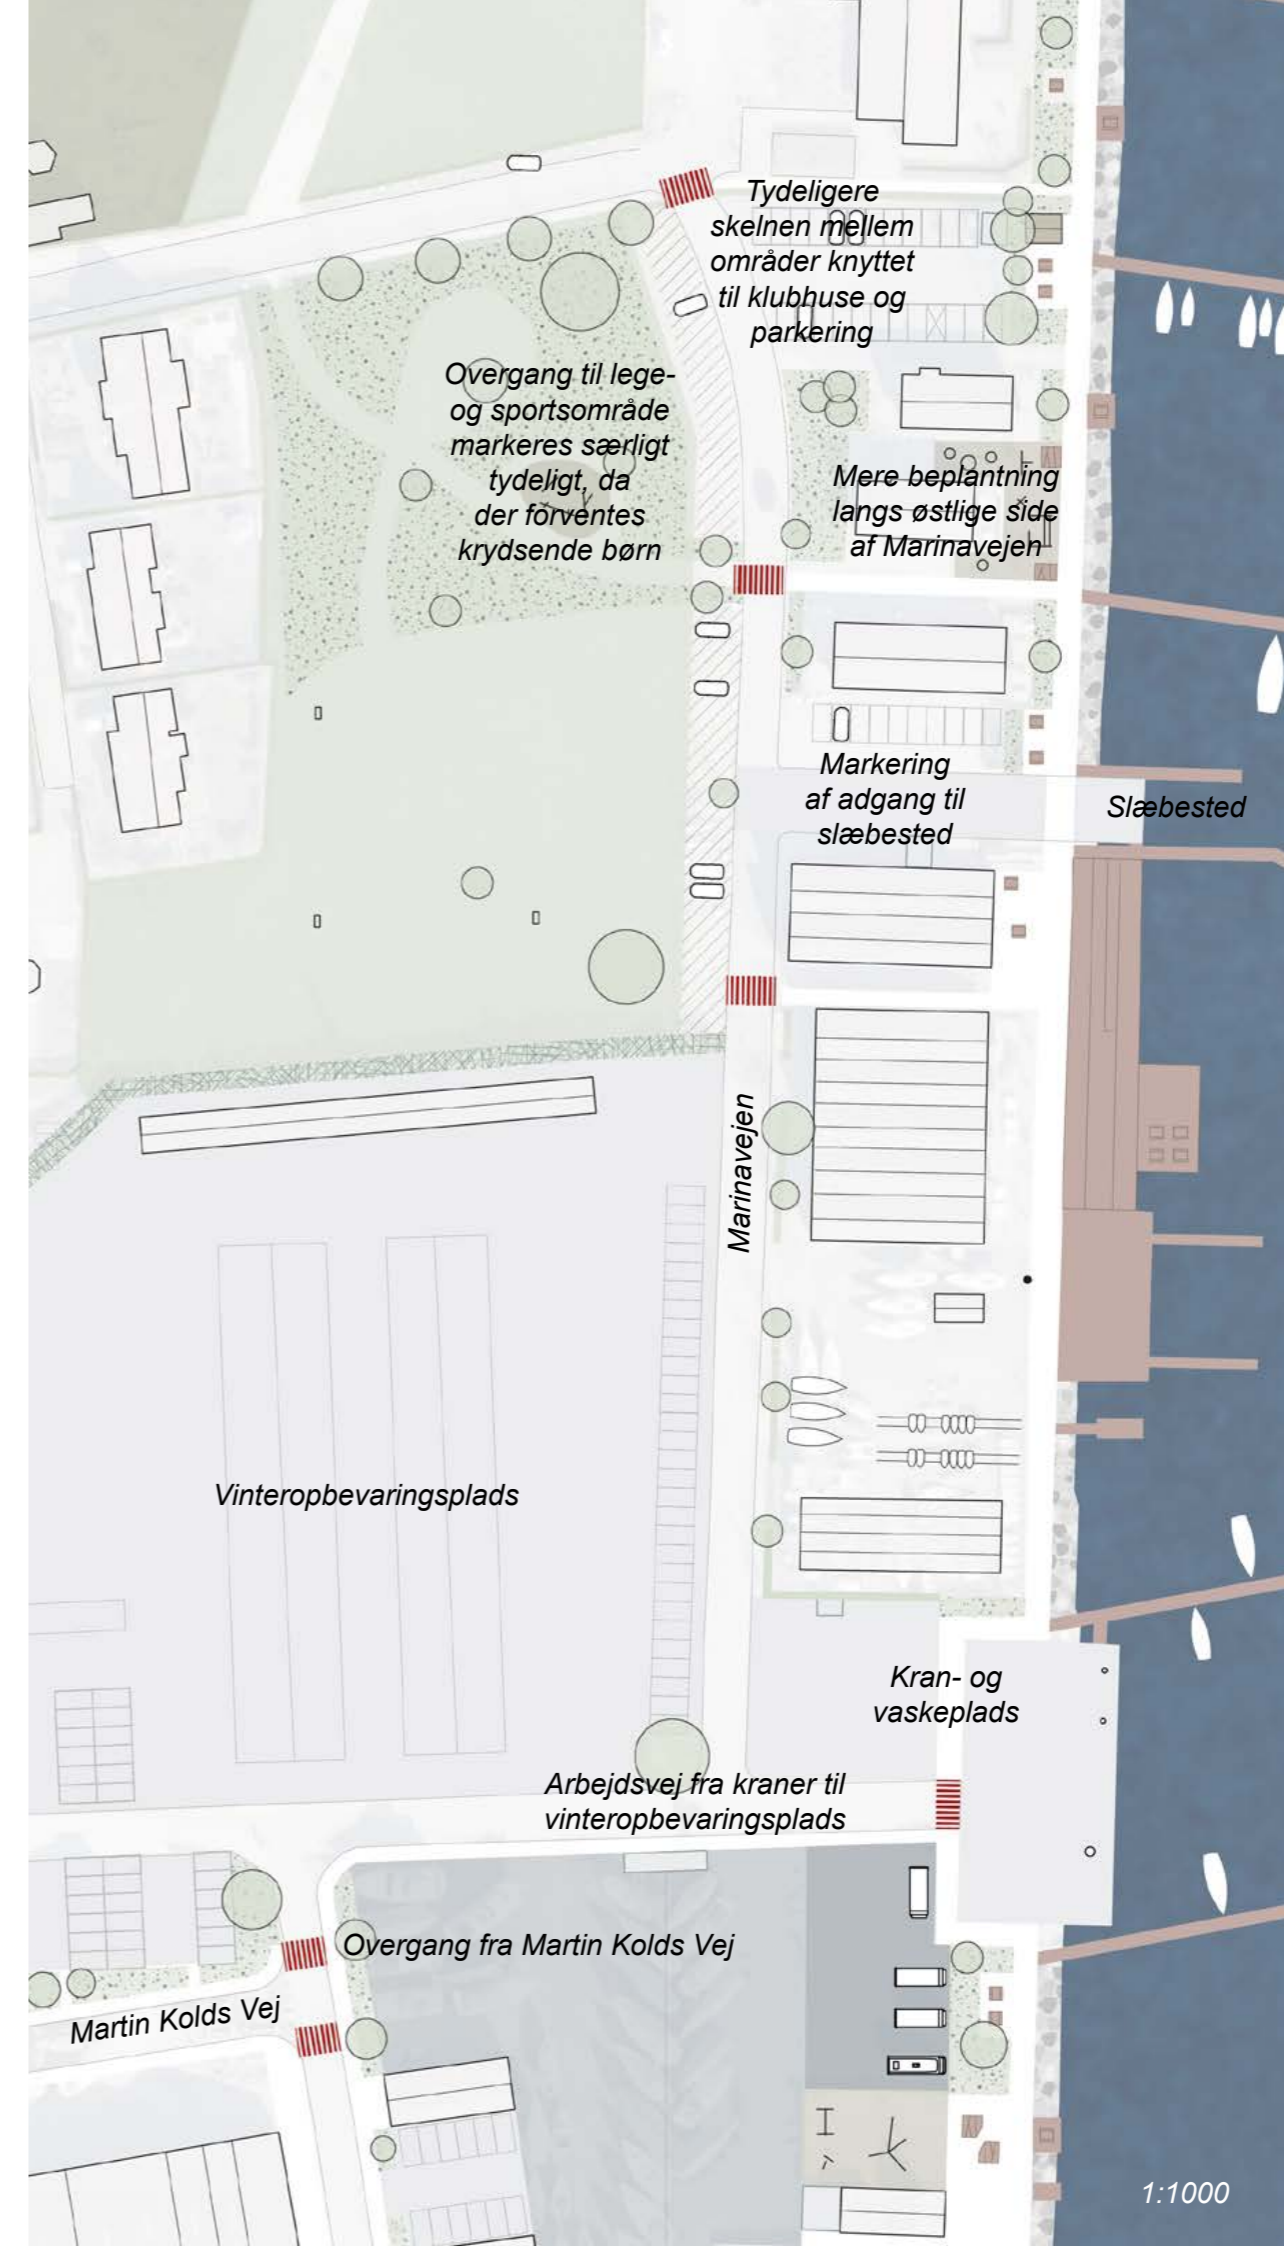 Tydeligere
skelnen mellem
områder knyttet
til klubhuse og
parkering
Overgang til lege-
og sportsområde
markeres særligt
tydeligt, da
der forventes
krydsende børn
Mere beplantning
langs østlige side
af Marinavejen
Markering
af adgang til
slæbested
Slæbested
Marinavejen
Vinteropbevaringsplads
Kran- og
vaskeplads
Arbejdsvej fra kraner til
vinteropbevaringsplads
Overgang fra Martin Kolds Vej
Martin Kolds Vej
1:1000